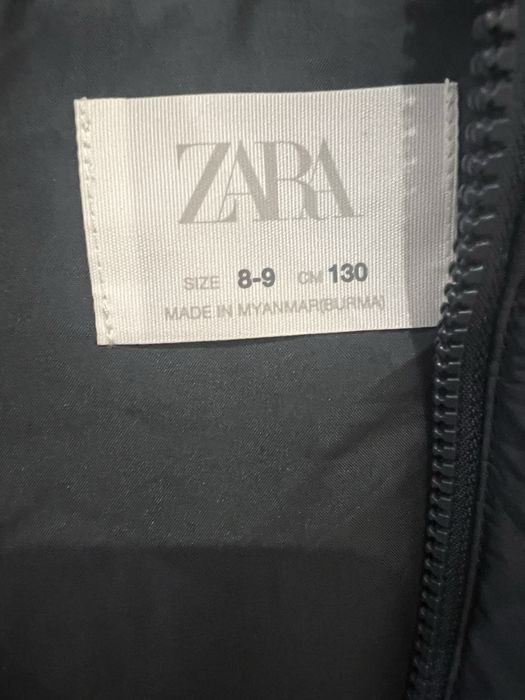 ZARA
SIZE 8-9 CM 130
MADE IN MYANMAR(BURMA)